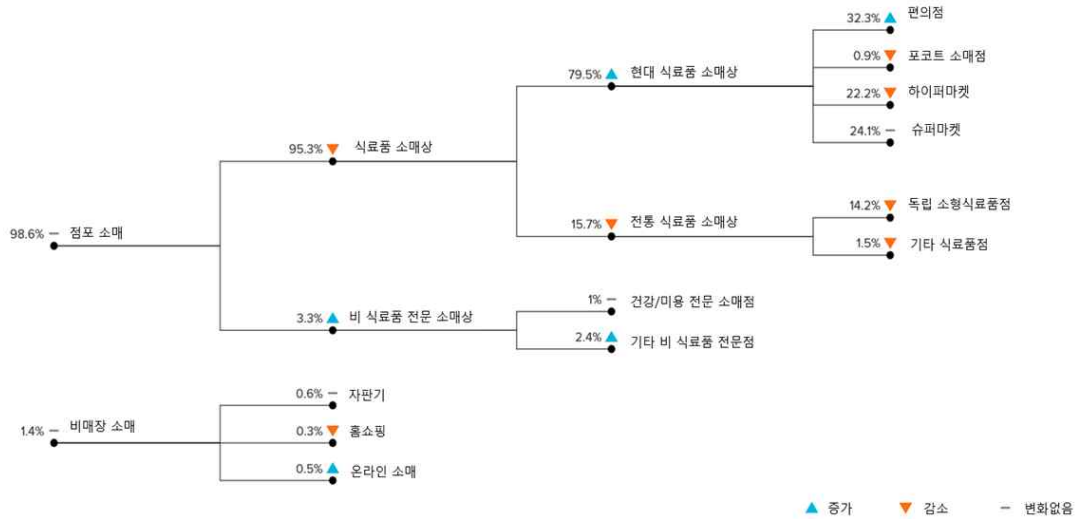 32.3% 편의점
0.9% 포코트 소매점
79.5% 현대 식료품 소매상
22.2% 하이퍼마켓
24.1% 슈퍼마켓
95.3% 식료품 소매상
14.2% 독립 소형식료품점
15.7% 전통 식료품 소매상
1.5% 기타 식료품점
98.6% 점포 소매
1% 건강/미용 전문 소매점
3.3% 비 식료품 전문 소매상
2.4% 기타 비 식료품 전문점
0.6% 자판기
1.4% 비매장 소매
0.3% 홈쇼핑
0.5% 온라인 소매
증가 감소 변화없음